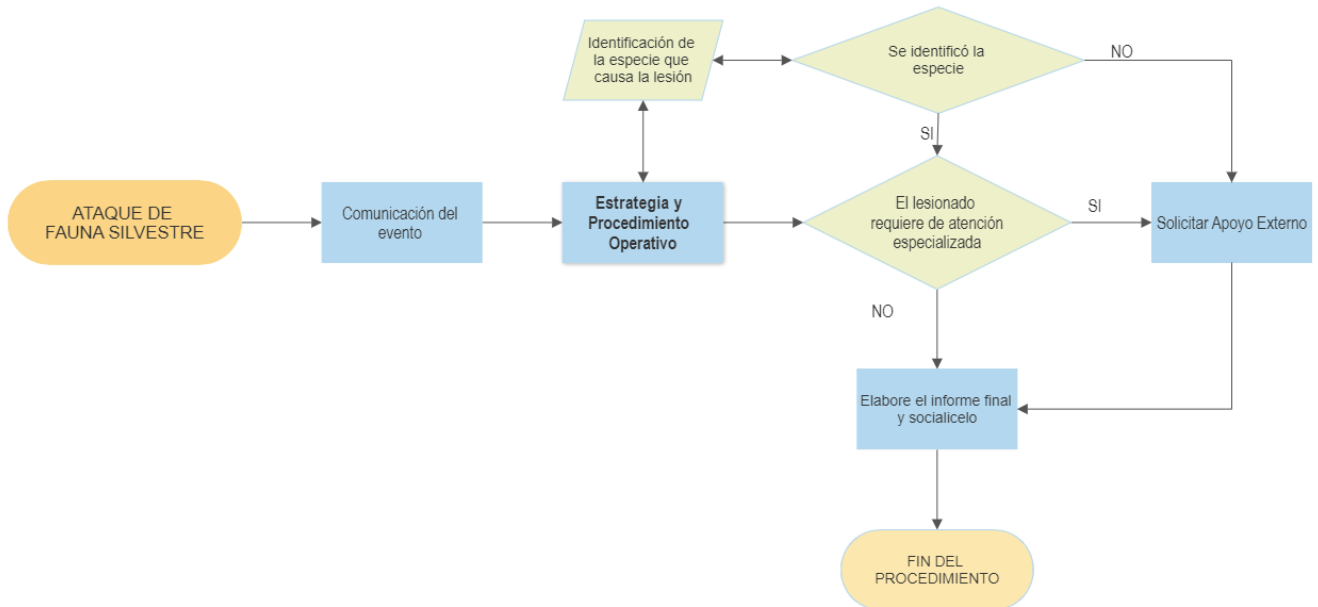 Identificación de
la especie que
causa la lesión
Se identificó la
especie
NO
SI
ATAQUE DE
FAUNA SILVESTRE
Comunicación del
evento
Estrategia y
Procedimiento
Operativo
El lesionado
requiere de atención
especializada
SI
Solicitar Apoyo Externo
NO
Elabore el informe final
y socialicelo
FIN DEL
PROCEDIMIENTO